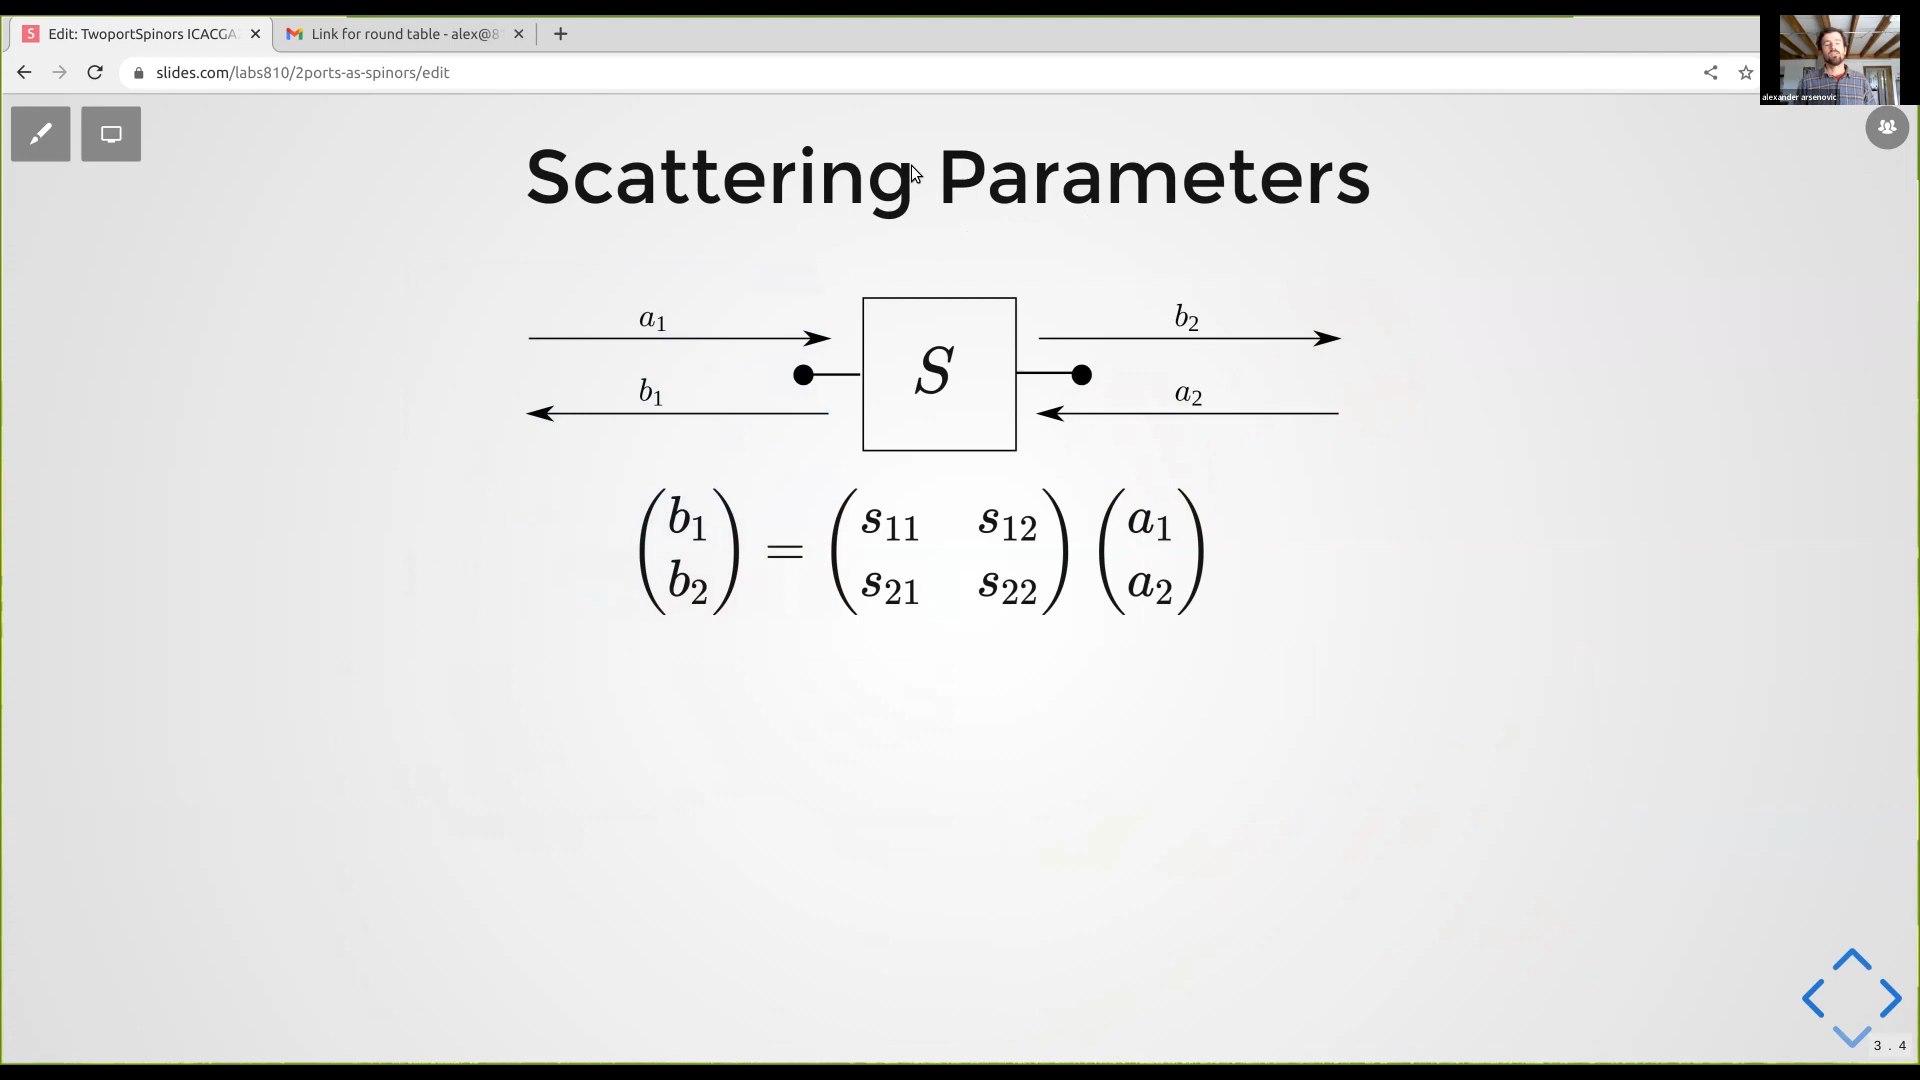 Edit: TwoportSpinors ICACGA
Link for round table - alex@8
slides.com/labs810/2ports-as-spinors/edit
alexander arsenovic
Scattering Parameters
a1
b2
S
b1
a2
(b1 b2) = (s11 s12 s21 s22) (a1 a2)
3 . 4